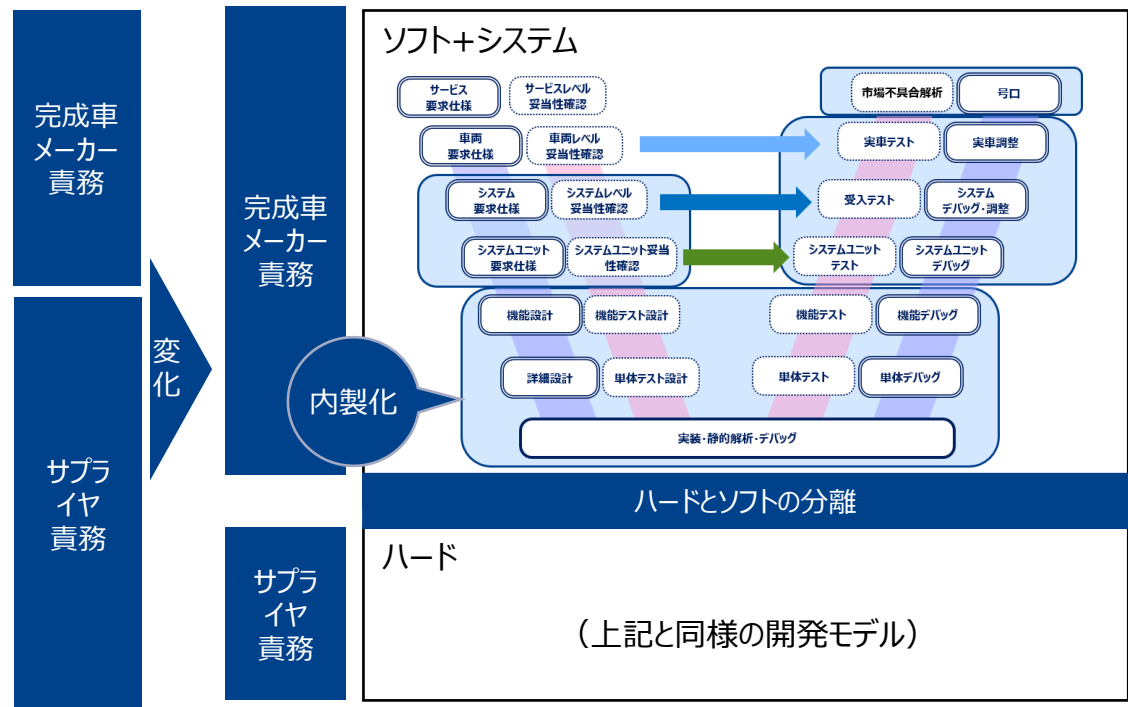 完成車
メーカー
責務
サプラ
イヤ
責務
変
化
完成車
メーカー
責務
サプラ
イヤ
責務
ソフト+システム
サービス
要求仕様
サービスレベル
妥当性確認
市場不具合解析
号口
車両
要求仕様
車両レベル
妥当性確認
実車テスト
実車調整
システム
要求仕様
システムレベル
妥当性確認
受入テスト
システム
デバッグ・調整
システムユニット
要求仕様
システムユニット妥当
性確認
システムユニット
テスト
システムユニット
デバッグ
機能設計
機能テスト設計
機能テスト
機能デバッグ
詳細設計
単体テスト設計
単体テスト
単体デバッグ
内製化
実装・静的解析・デバッグ
ハードとソフトの分離
ハード
（上記と同様の開発モデル）